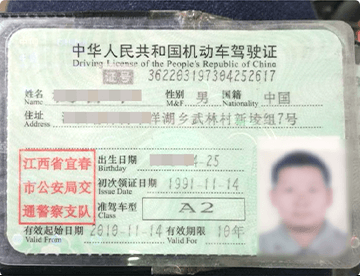 中华人民共和国机动车驾驶证
Driving License of the People's Republic of China
证号 362203197304252617
姓名 Name 性别 M&F 男 国籍 Nationality 中国
住址 Address 洋湖乡武林村新埂组7号
江西省宜春市公安局交通警察支队
出生日期 Birthday 4-25
初次领证日期 Issue Date 1991-11-14
准驾车型 Class A2
有效起始日期 Valid From 2010-11-14 有效期限 Valid For 10年